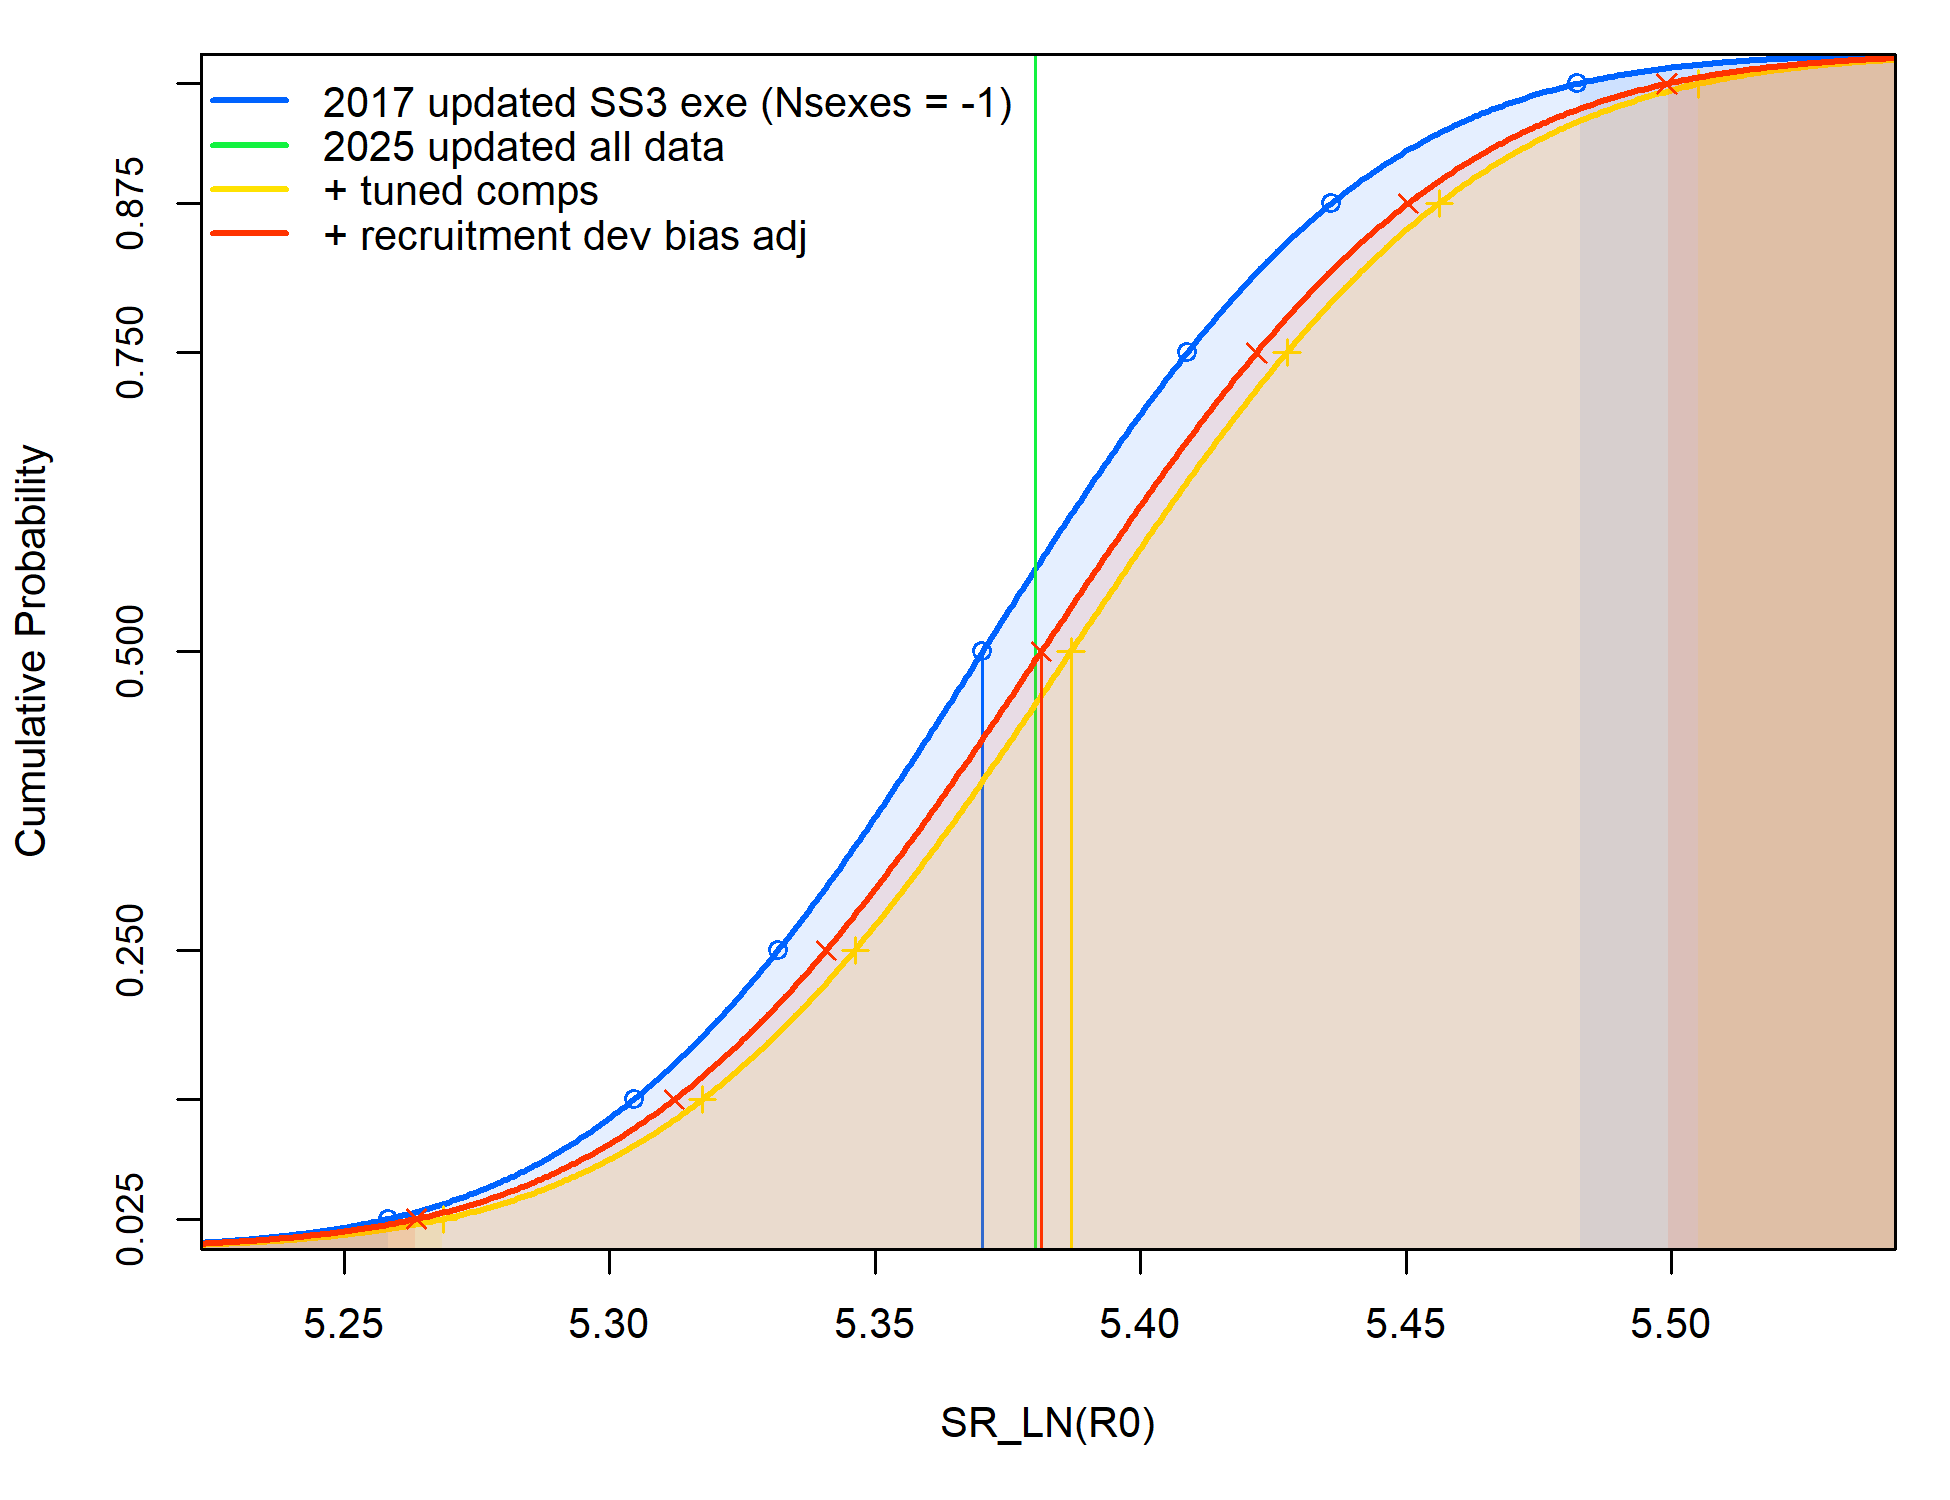 2017 updated SS3 exe (Nsexes = -1)
2025 updated all data
+ tuned comps
+ recruitment dev bias adj
Cumulative Probability
0.875
0.750
0.500
0.250
0.025
5.25 5.30 5.35 5.40 5.45 5.50
SR_LN(R0)